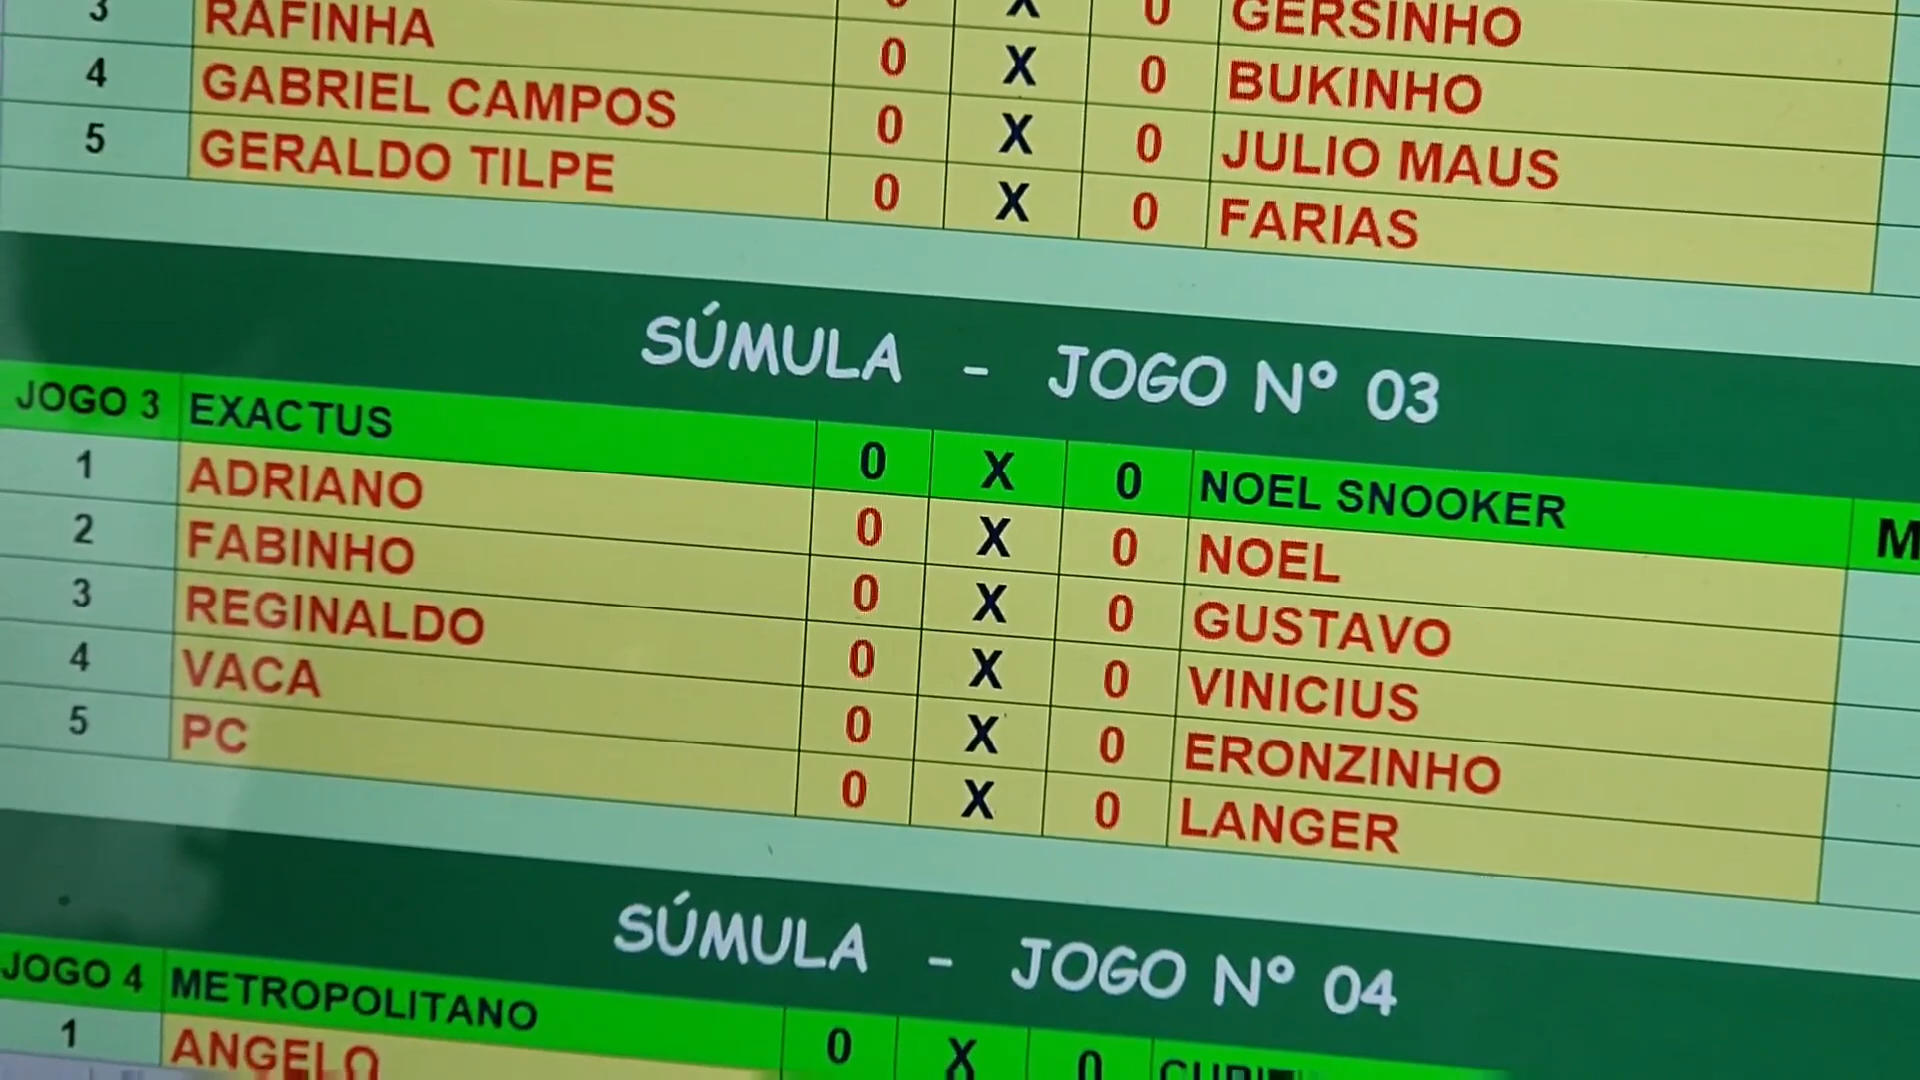 3 RAFINHA 0 X 0 GERSINHO
4 GABRIEL CAMPOS 0 X 0 BUKINHO
5 GERALDO TILPE 0 X 0 JULIO MAUS
0 X 0 FARIAS
SÚMULA - JOGO Nº 03
JOGO 3 EXACTUS 0 X 0 NOEL SNOOKER M
1 ADRIANO 0 X 0 NOEL
2 FABINHO 0 X 0 GUSTAVO
3 REGINALDO 0 X 0 VINICIUS
4 VACA 0 X 0 ERONZINHO
5 PC 0 X 0 LANGER
SÚMULA - JOGO Nº 04
JOGO 4 METROPOLITANO 0 X 0
1 ANGELO